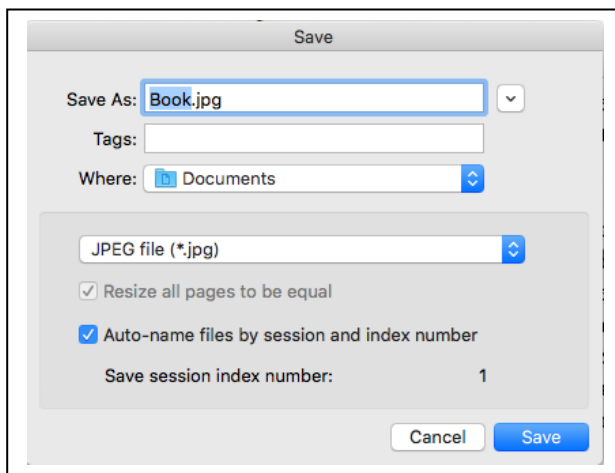 Save
Save As: Book.jpg
Tags:
Where: Documents
JPEG file (*.jpg)
Resize all pages to be equal
Auto-name files by session and index number
Save session index number: 1
Cancel Save